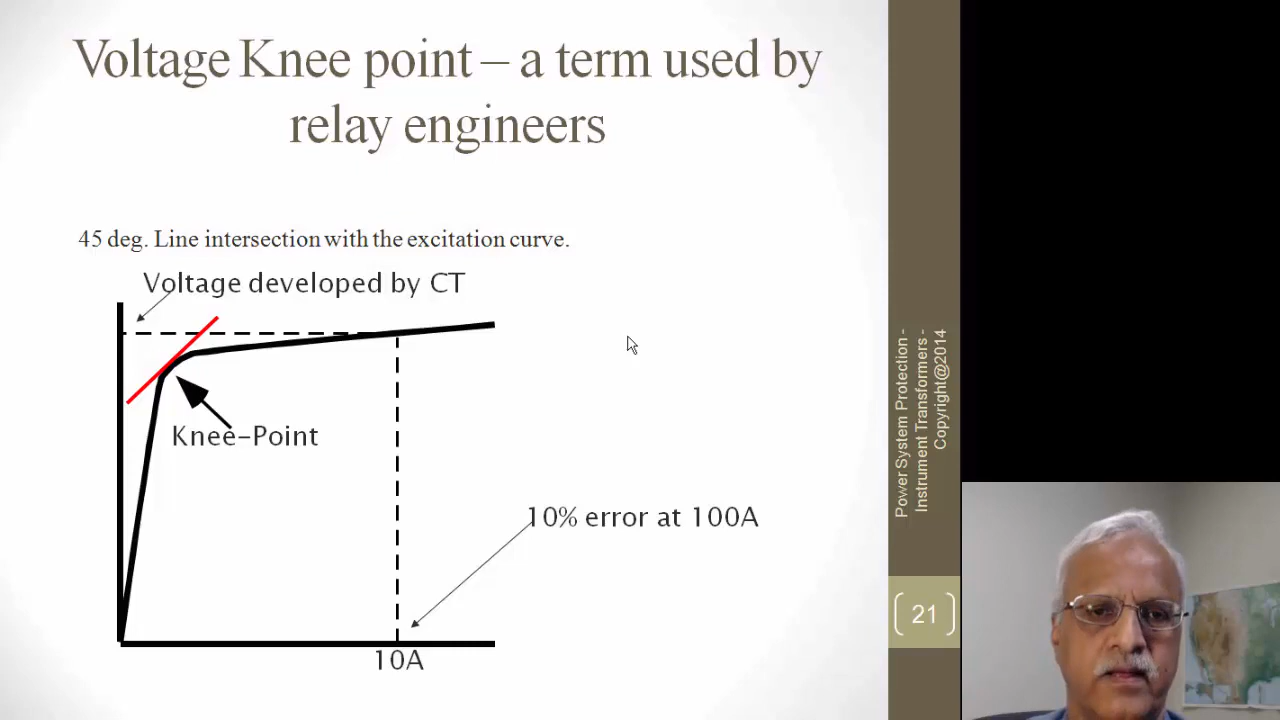 Voltage Knee point – a term used by
relay engineers
45 deg. Line intersection with the excitation curve.
Voltage developed by CT
Knee-Point
10% error at 100A
10A
Power System Protection -
Instrument Transformers -
Copyright@2014
21